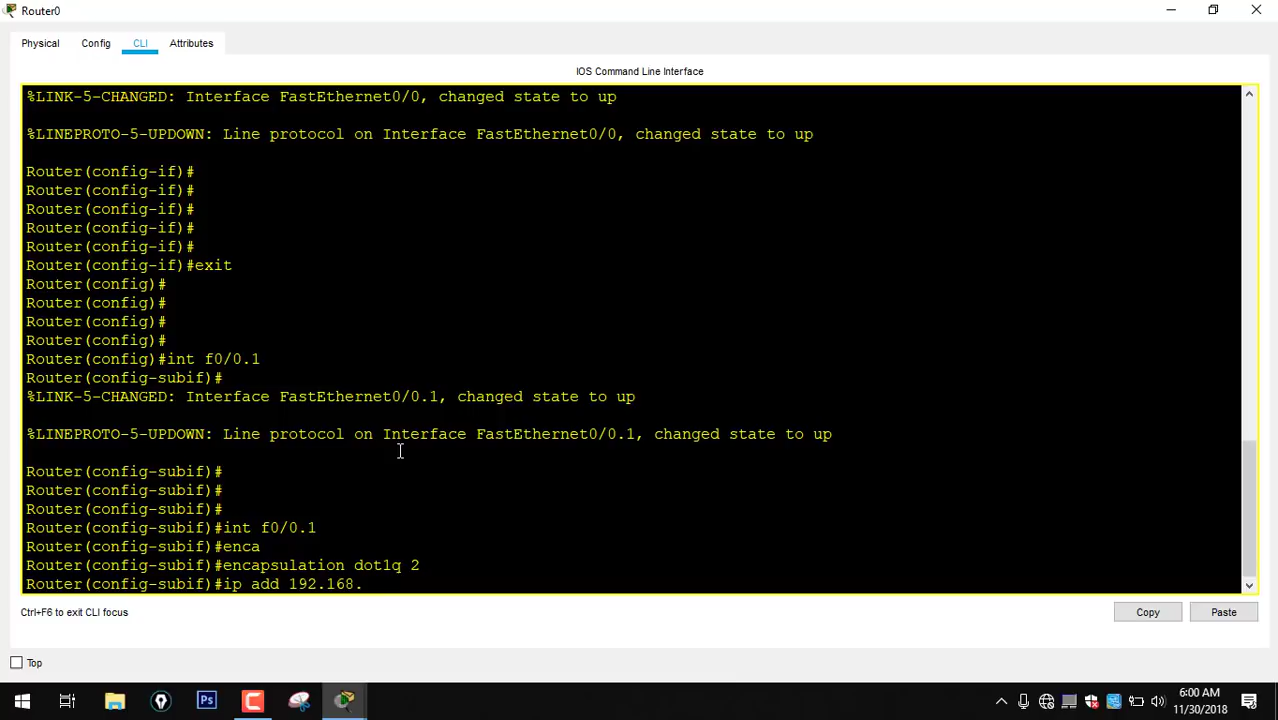 Router0
Physical Config CLI Attributes
IOS Command Line Interface
%LINK-5-CHANGED: Interface FastEthernet0/0, changed state to up
%LINEPROTO-5-UPDOWN: Line protocol on Interface FastEthernet0/0, changed state to up
Router(config-if)#
Router(config-if)#
Router(config-if)#
Router(config-if)#
Router(config-if)#
Router(config-if)#exit
Router(config)#
Router(config)#
Router(config)#
Router(config)#
Router(config)#int f0/0.1
Router(config-subif)#
%LINK-5-CHANGED: Interface FastEthernet0/0.1, changed state to up
%LINEPROTO-5-UPDOWN: Line protocol on Interface FastEthernet0/0.1, changed state to up
Router(config-subif)#
Router(config-subif)#
Router(config-subif)#
Router(config-subif)#int f0/0.1
Router(config-subif)#enca
Router(config-subif)#encapsulation dot1q 2
Router(config-subif)#ip add 192.168.
Ctrl+F6 to exit CLI focus
Copy Paste
Top
Ps
6:00 AM
11/30/2018